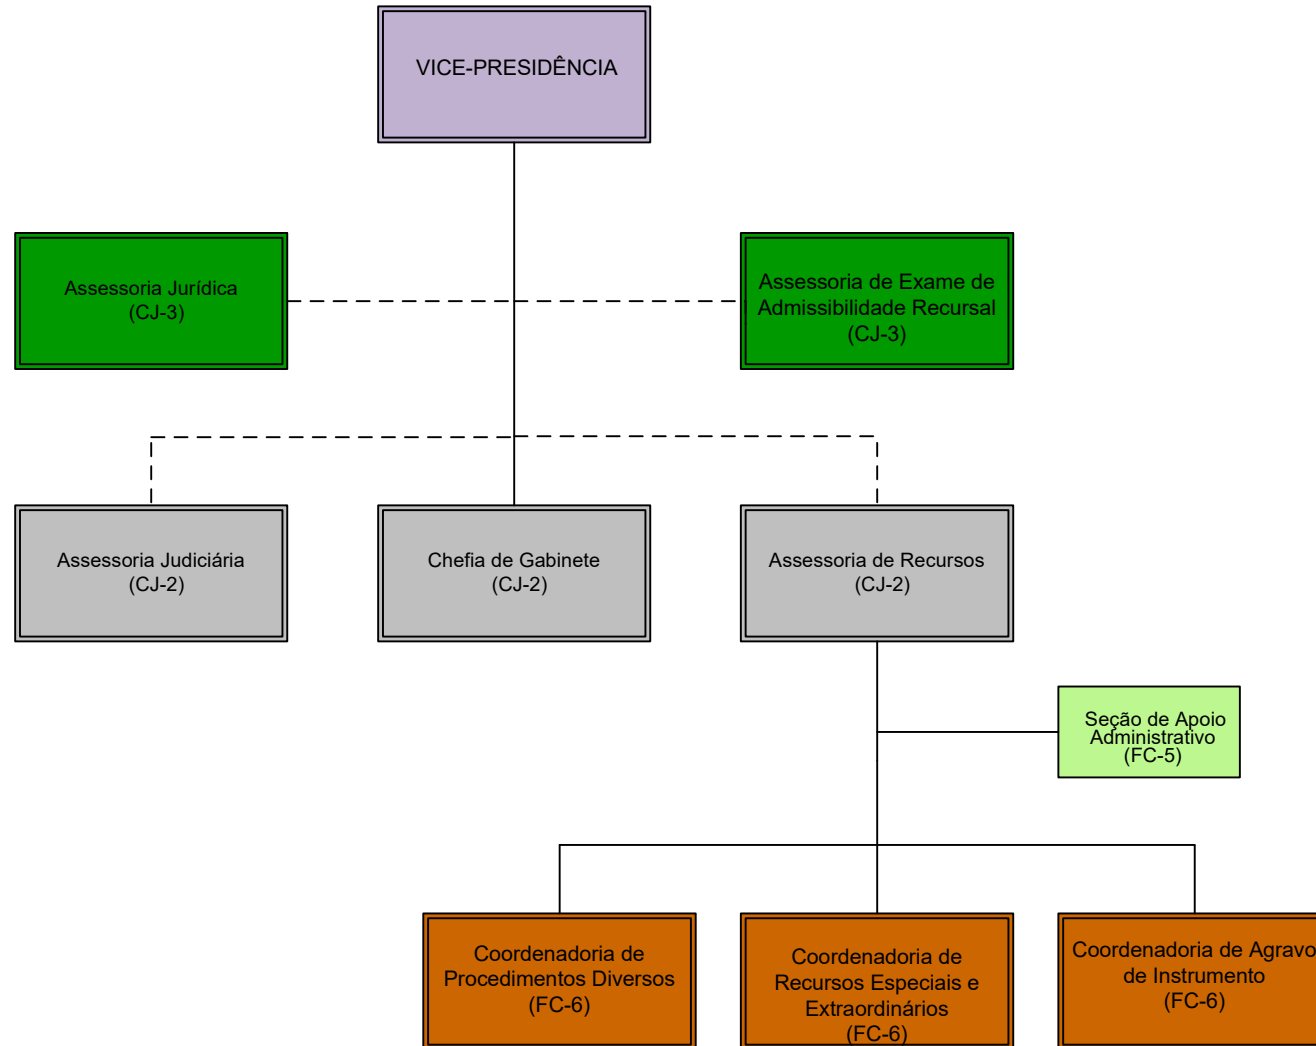 VICE-PRESIDÊNCIA
Assessoria Jurídica
(CJ-3)
Assessoria de Exame de
Admissibilidade Recursal
(CJ-3)
Assessoria Judiciária
(CJ-2)
Chefia de Gabinete
(CJ-2)
Assessoria de Recursos
(CJ-2)
Seção de Apoio
Administrativo
(FC-5)
Coordenadoria de
Procedimentos Diversos
(FC-6)
Coordenadoria de
Recursos Especiais e
Extraordinários
(FC-6)
Coordenadoria de Agravo
de Instrumento
(FC-6)